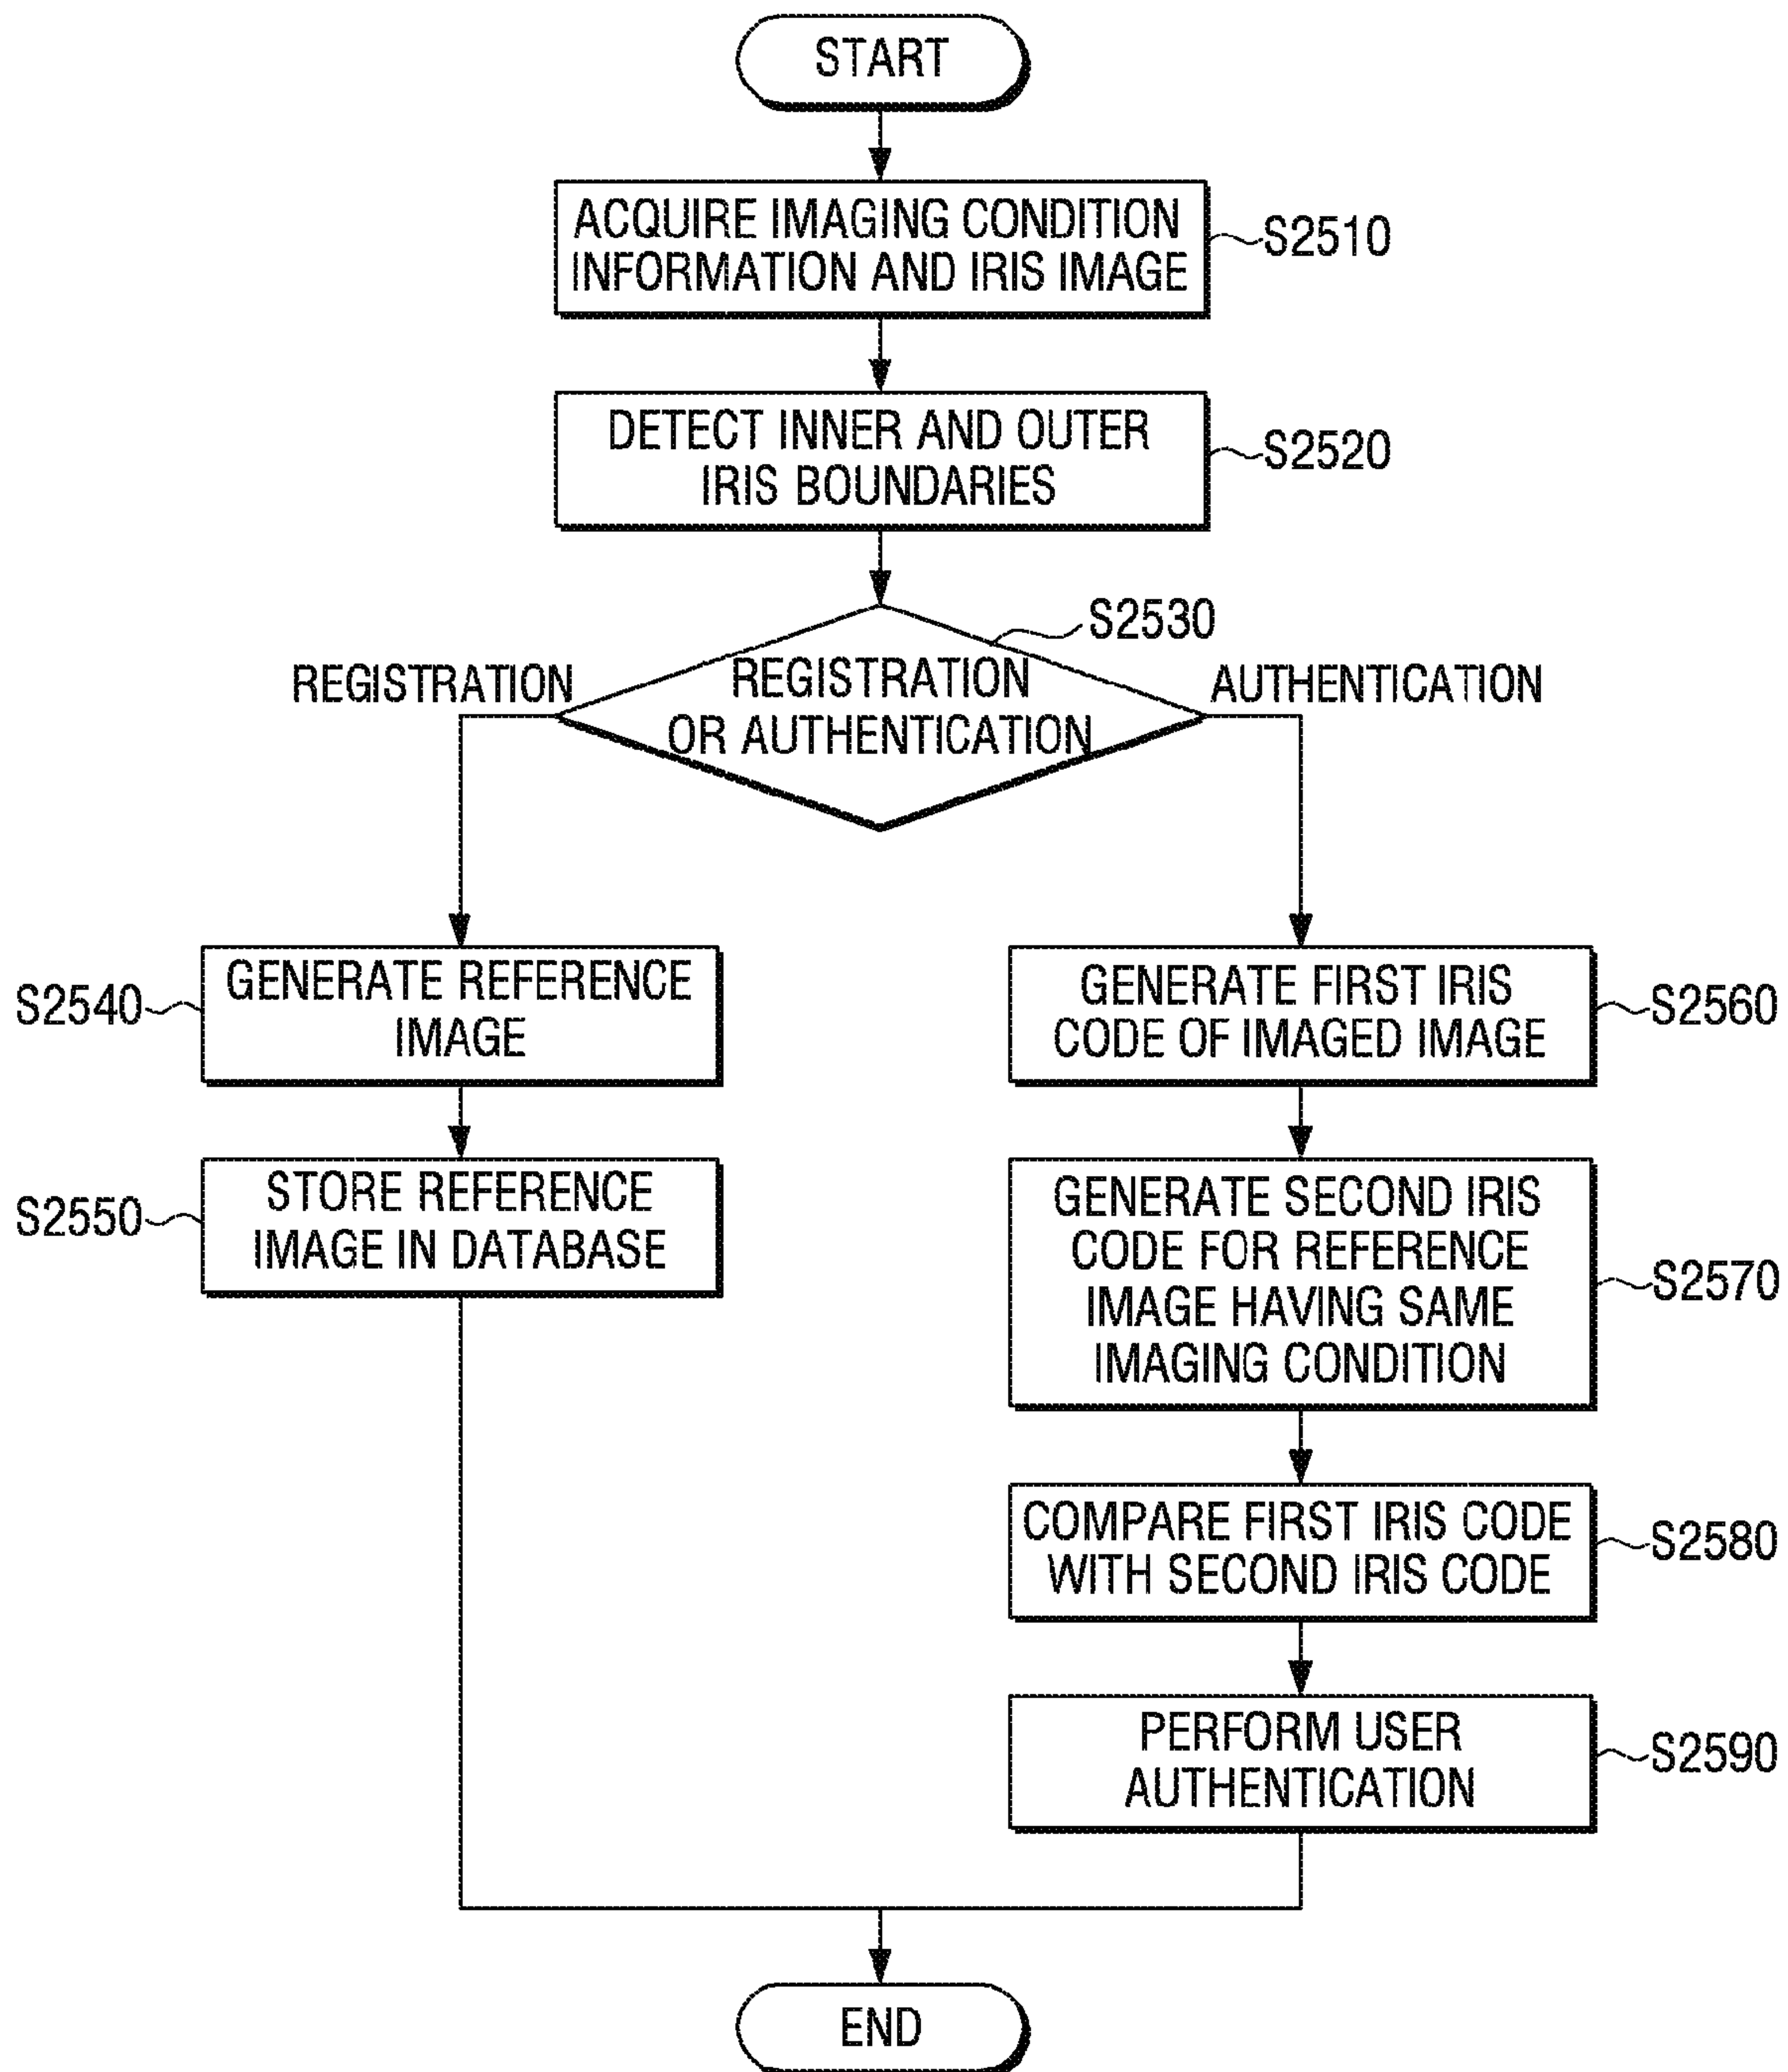 START
ACQUIRE IMAGING CONDITION
INFORMATION AND IRIS IMAGE
S2510
DETECT INNER AND OUTER
IRIS BOUNDARIES
S2520
S2530
REGISTRATION
REGISTRATION
OR AUTHENTICATION
AUTHENTICATION
S2540
GENERATE REFERENCE
IMAGE
S2550
STORE REFERENCE
IMAGE IN DATABASE
GENERATE FIRST IRIS
CODE OF IMAGED IMAGE
S2560
GENERATE SECOND IRIS
CODE FOR REFERENCE
IMAGE HAVING SAME
IMAGING CONDITION
S2570
COMPARE FIRST IRIS CODE
WITH SECOND IRIS CODE
S2580
PERFORM USER
AUTHENTICATION
S2590
END